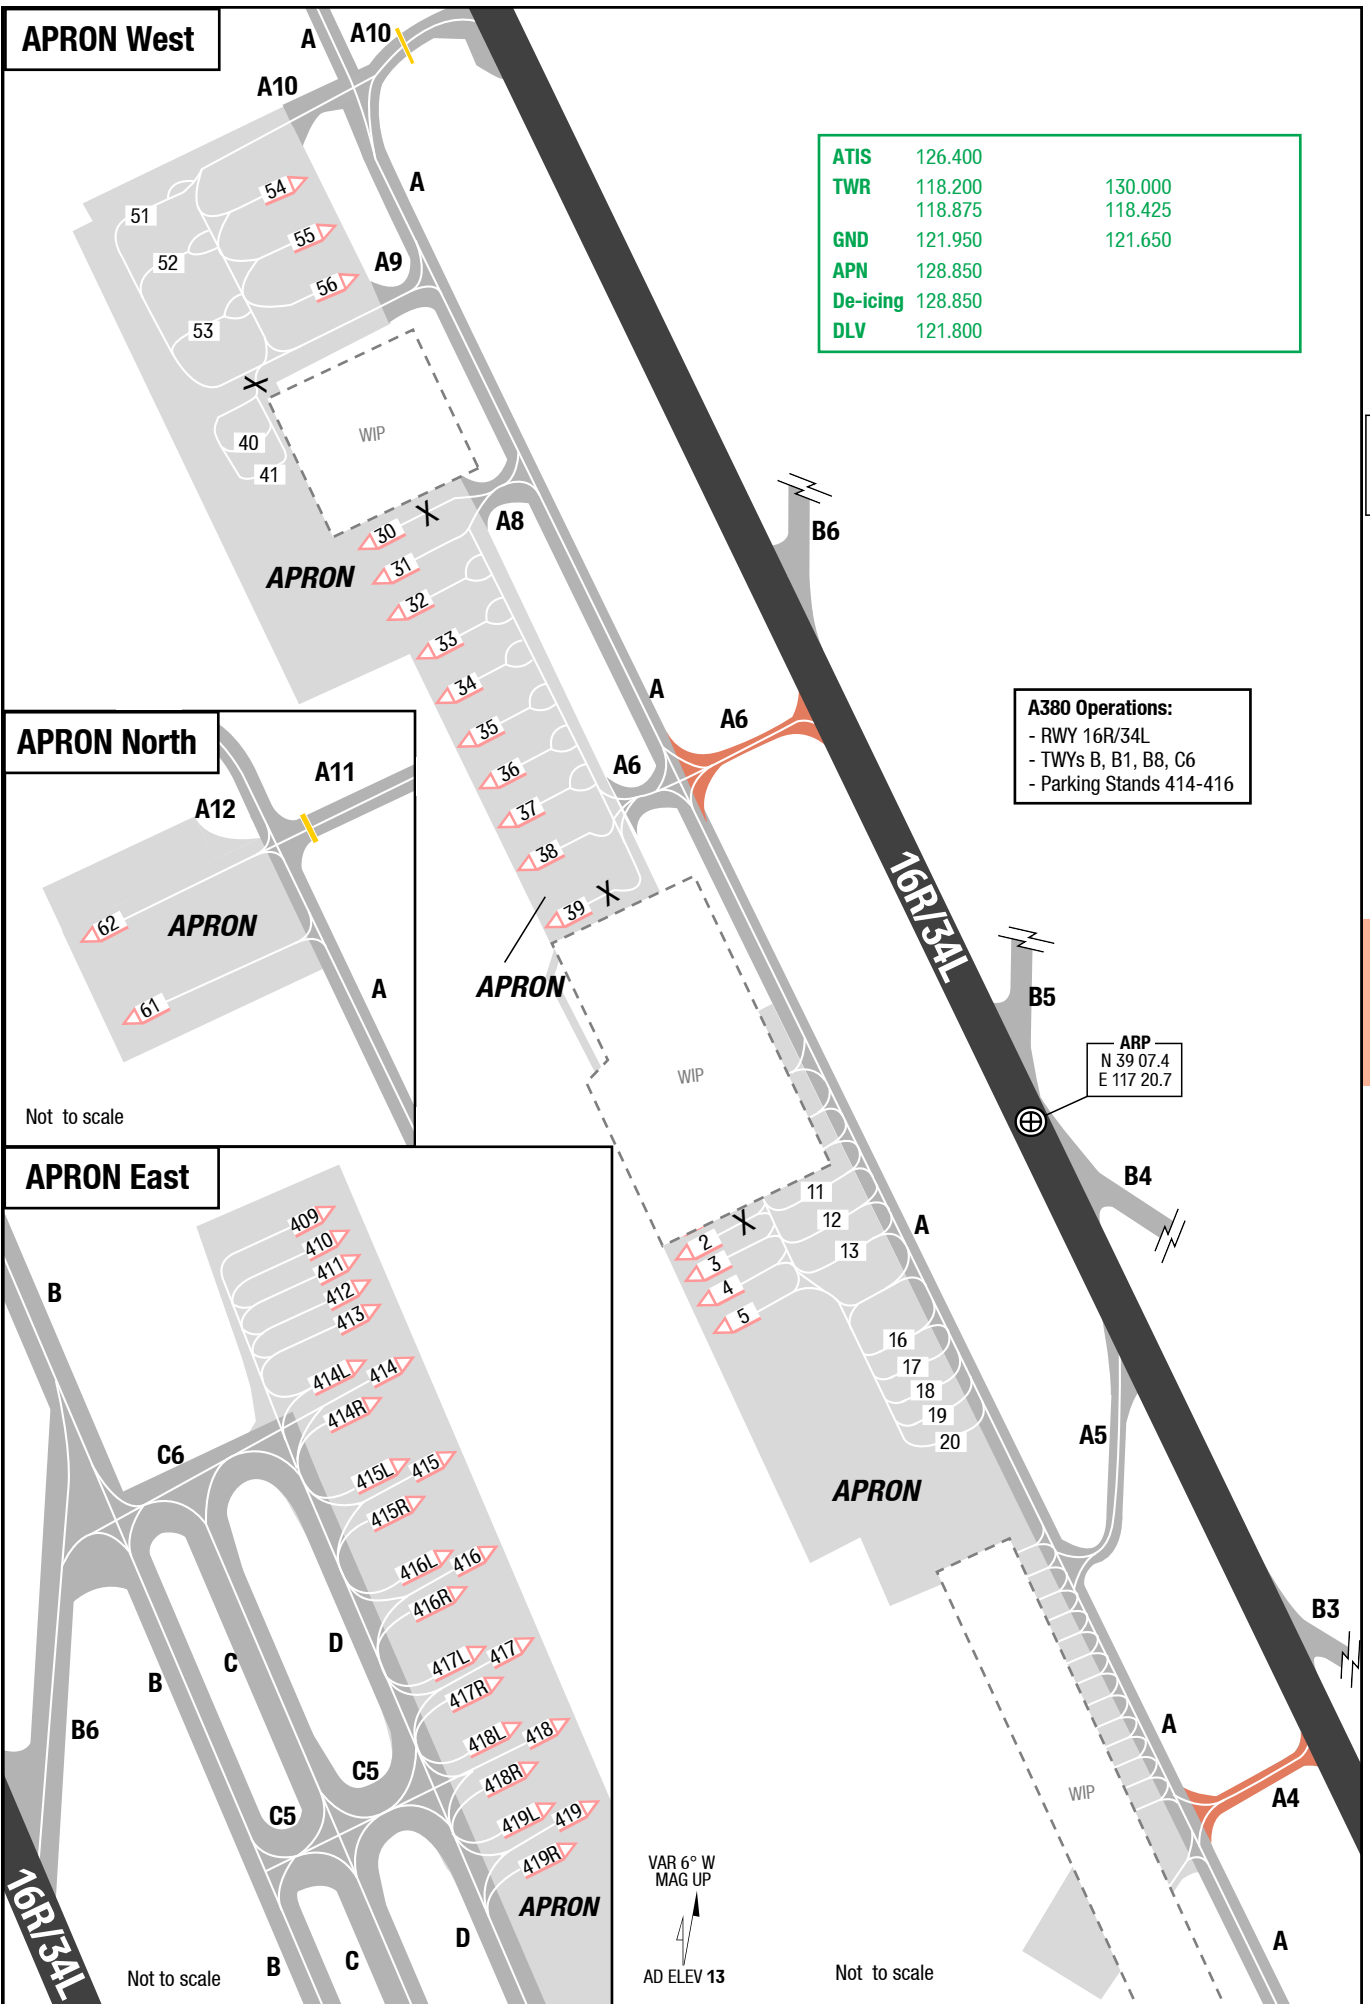 APRON West
A
A10
A10
ATIS 126.400
TWR 118.200 130.000
118.875 118.425
GND 121.950 121.650
APN 128.850
De-icing 128.850
DLV 121.800
A
54
51
55
52
A9
56
53
WIP
40
41
A8
30
B6
31
APRON
32
33
34
A
A6
35
A6
36
37
38
39
APRON
A380 Operations:
- RWY 16R/34L
- TWYs B, B1, B8, C6
- Parking Stands 414-416
16R/34L
B5
ARP
N 39 07.4
E 117 20.7
B4
WIP
11
12
13
A
2
3
4
5
16
17
18
19
20
A5
APRON
B3
A
WIP
A4
A
VAR 6° W
MAG UP
AD ELEV 13
Not to scale
APRON North
A11
A12
62
APRON
61
A
Not to scale
APRON East
409
410
411
412
413
B
414L
414
414R
C6
415L
415
415R
416L
416
416R
D
C
B
417L
417
417R
B6
418L
418
418R
C5
C5
419L
419
419R
APRON
16R/34L
D
C
B
Not to scale